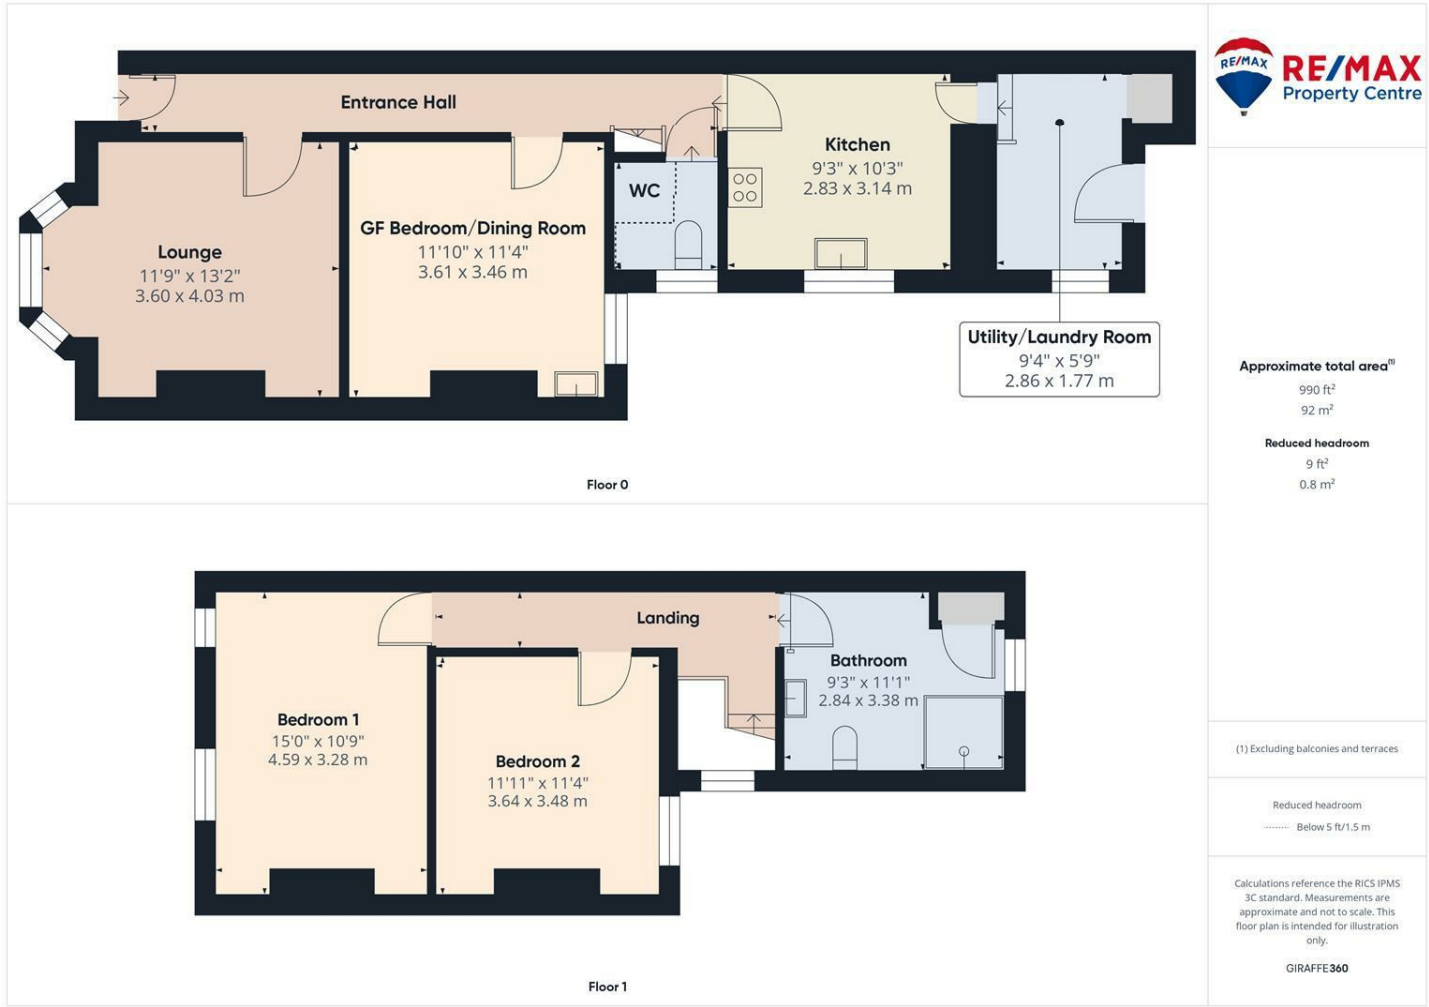 Entrance Hall
Lounge
11'9" x 13'2"
3.60 x 4.03 m
GF Bedroom/Dining Room
11'10" x 11'4"
3.61 x 3.46 m
WC
Kitchen
9'3" x 10'3"
2.83 x 3.14 m
Utility/Laundry Room
9'4" x 5'9"
2.86 x 1.77 m
Floor 0
Landing
Bathroom
9'3" x 11'1"
2.84 x 3.38 m
Bedroom 1
15'0" x 10'9"
4.59 x 3.28 m
Bedroom 2
11'11" x 11'4"
3.64 x 3.48 m
Floor 1
RE/MAX
RE/MAX
Property Centre
Approximate total area(1)
990 ft²
92 m²
Reduced headroom
9 ft²
0.8 m²
(1) Excluding balconies and terraces
Reduced headroom
Below 5 ft/1.5 m
Calculations reference the RICS IPMS
3C standard. Measurements are
approximate and not to scale. This
floor plan is intended for illustration
only.
GIRAFFE360